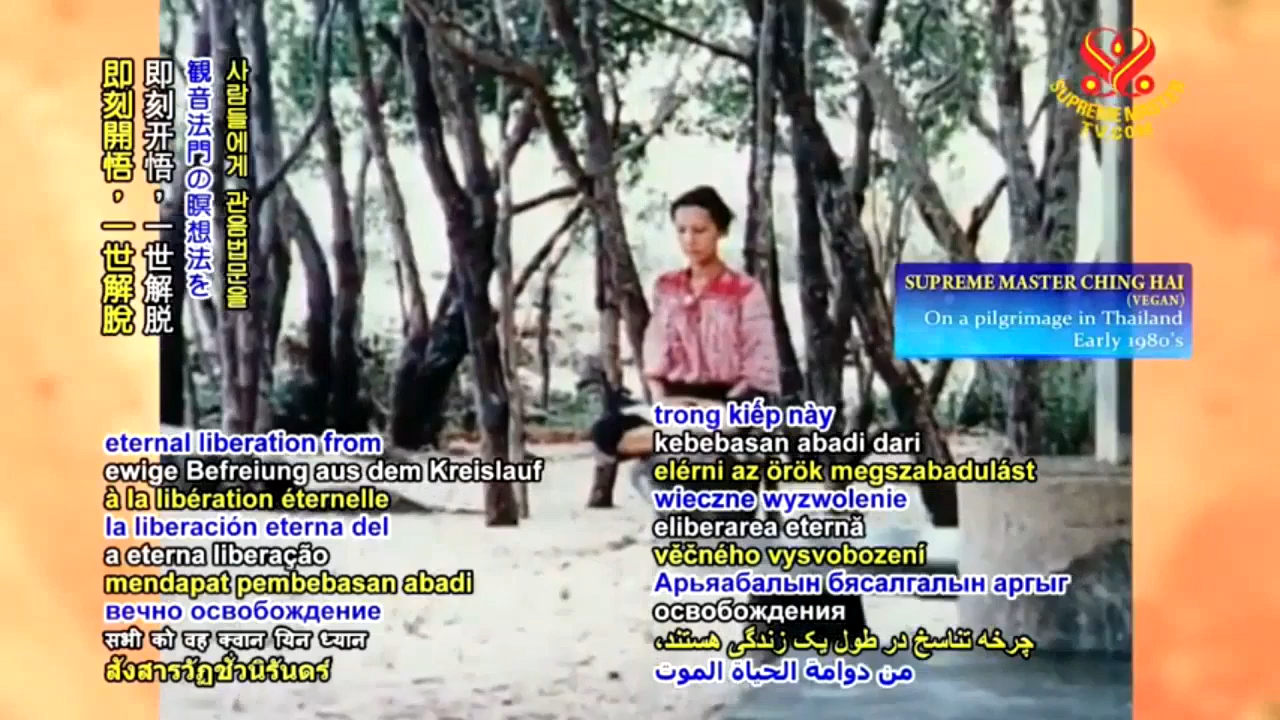 사람들에게 관음법문을
観音法門の瞑想法を
即刻开悟，一世解脱
即刻開悟，一世解脫
SUPREME MASTER
TV.COM
SUPREME MASTER CHING HAI
(VEGAN)
On a pilgrimage in Thailand
Early 1980's
eternal liberation from
ewige Befreiung aus dem Kreislauf
à la libération éternelle
la liberación eterna del
a eterna liberação
mendapat pembebasan abadi
вечно освобождение
सभी को वह क्वान यिन ध्यान
สังสารวัฏชั่วนิรันดร์
trong kiếp này
kebebasan abadi dari
elérni az örök megszabadulást
wieczne wyzwolenie
eliberarea eternă
věčného vysvobození
Арьяабалын бясалгалын аргыг
освобождения
چرخه تناسخ در طول یک زندگی هستند،
من دوامة الحياة الموت